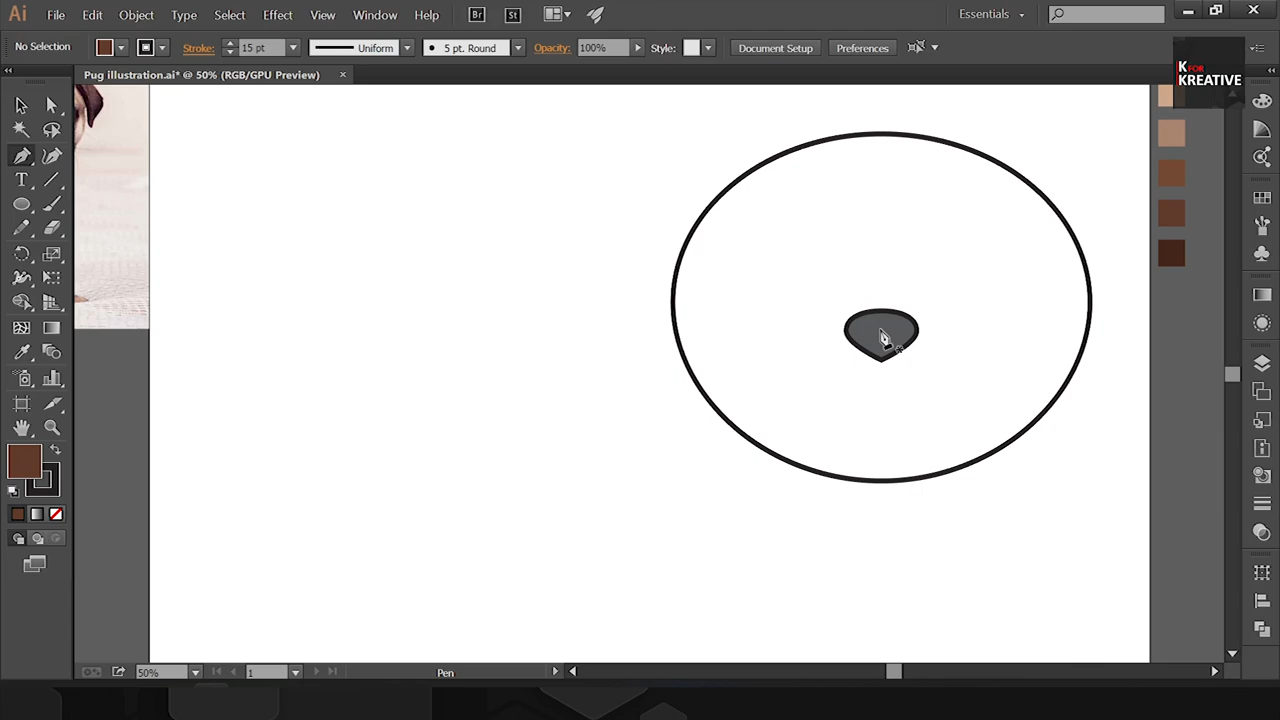 Ai File Edit Object Type Select Effect View Window Help Br St Essentials
No Selection Stroke: 15 pt Uniform 5 pt. Round Opacity: 100% Style: Document Setup Preferences
Pug illustration.ai* @ 50% (RGB/GPU Preview)
K FOR
KREATIVE
T
50% 1 Pen